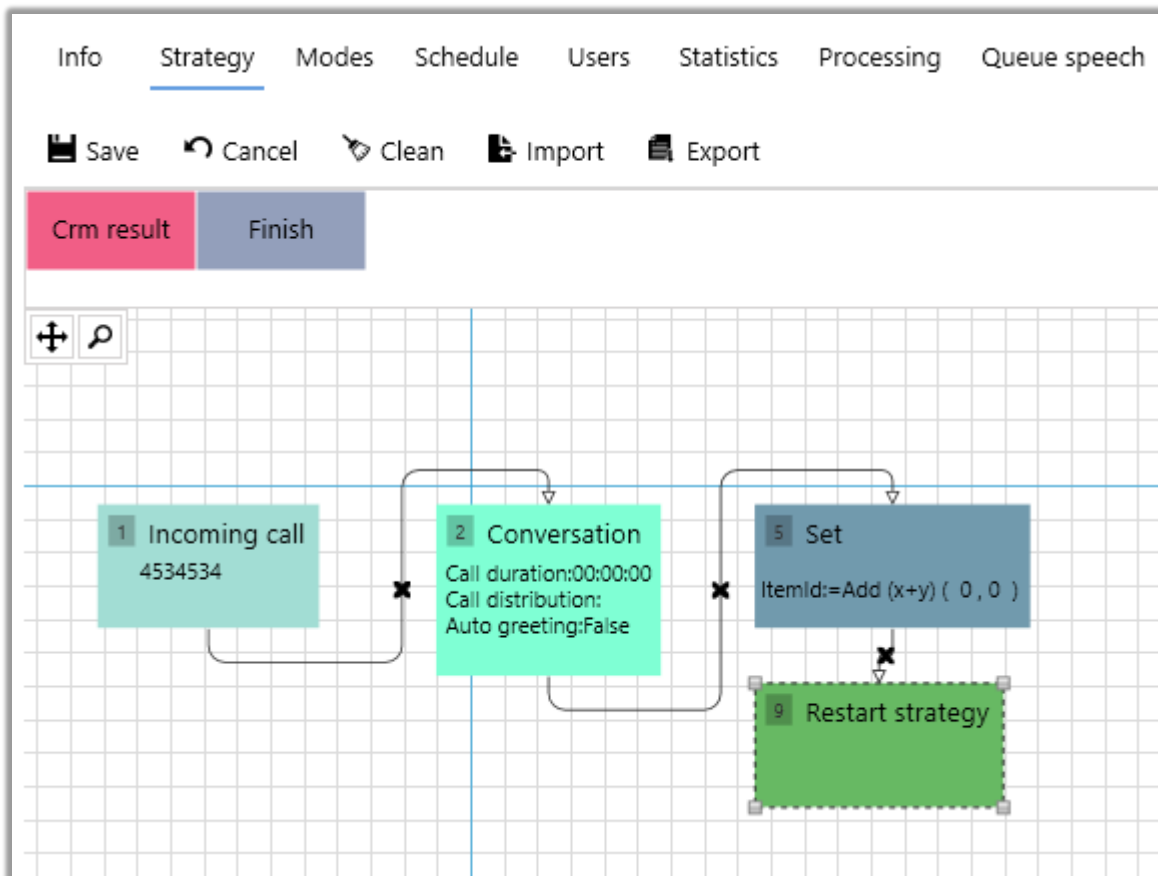 Info Strategy Modes Schedule Users Statistics Processing Queue speech
Save Cancel Clean Import Export
Crm result Finish
1 Incoming call
4534534
2 Conversation
Call duration:00:00:00
Call distribution:
Auto greeting:False
5 Set
ItemId:=Add (x+y) ( 0 , 0 )
9 Restart strategy